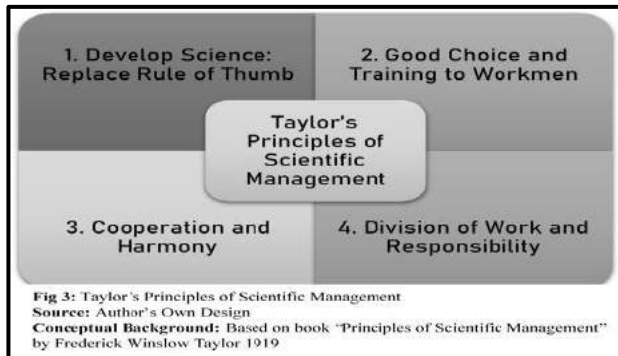 1. Develop Science:
Replace Rule of Thumb
2. Good Choice and
Training to Workmen
Taylor's
Principles of
Scientific
Management
3. Cooperation and
Harmony
4. Division of Work and
Responsibility
Fig 3: Taylor's Principles of Scientific Management
Source: Author's Own Design
Conceptual Background: Based on book "Principles of Scientific Management"
by Frederick Winslow Taylor 1919